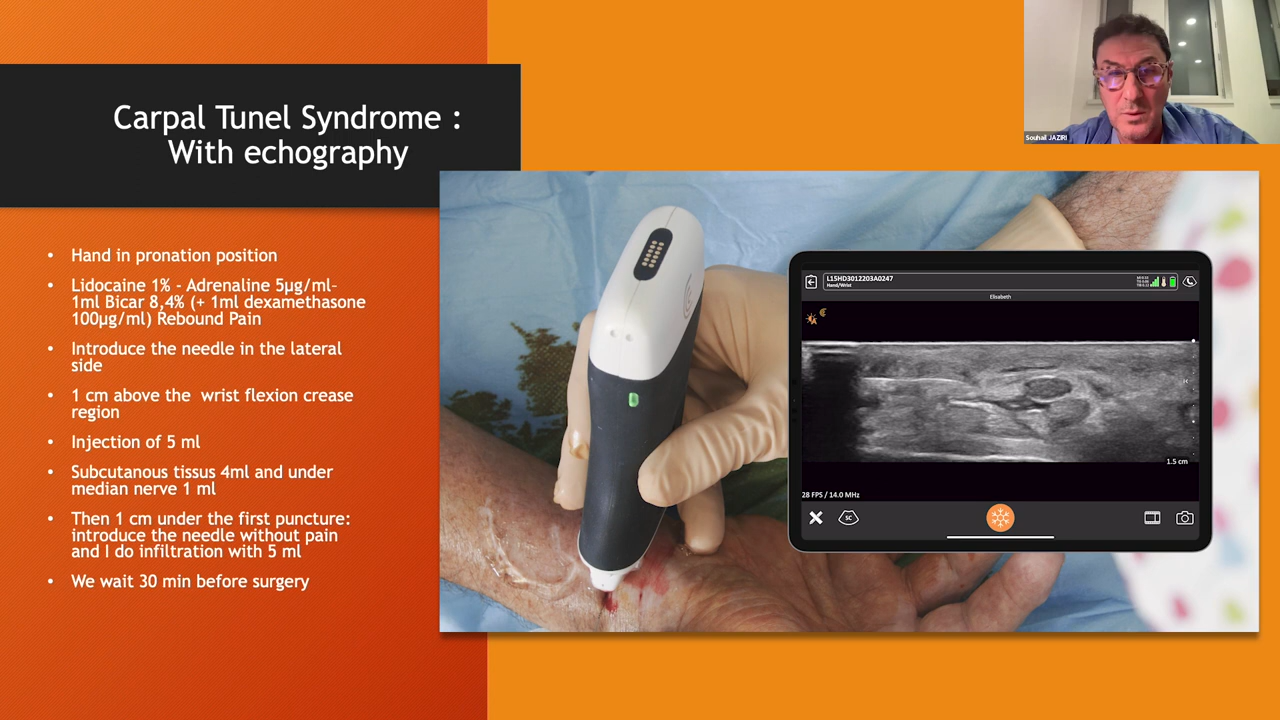 Carpal Tunel Syndrome :
With echography
• Hand in pronation position
• Lidocaine 1% - Adrenaline 5µg/ml–
1ml Bicar 8,4% (+ 1ml dexamethasone
100µg/ml) Rebound Pain
• Introduce the needle in the lateral
side
• 1 cm above the wrist flexion crease
region
• Injection of 5 ml
• Subcutanous tissus 4ml and under
median nerve 1 ml
• Then 1 cm under the first puncture:
introduce the needle without pain
and I do infiltration with 5 ml
• We wait 30 min before surgery
Souhail JAZIRI
L15HD3012203A0247
Hand/Wrist
Elisabeth
1.5 cm
28 FPS / 14.0 MHz
SC